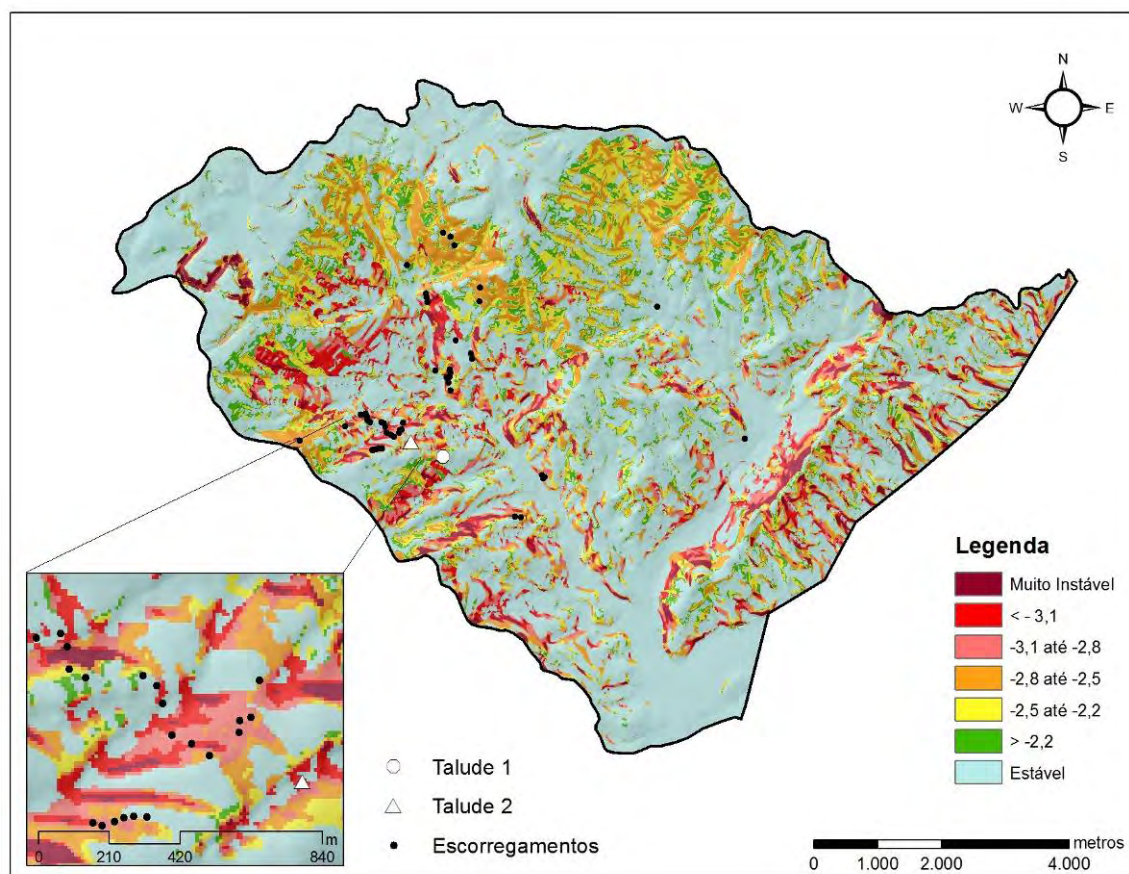 N
W E
S
Legenda
Muito Instável
< - 3,1
-3,1 até -2,8
-2,8 até -2,5
-2,5 até -2,2
> -2,2
Estável
Talude 1
Talude 2
Escorregamentos
m
0 210 420 840
metros
0 1.000 2.000 4.000